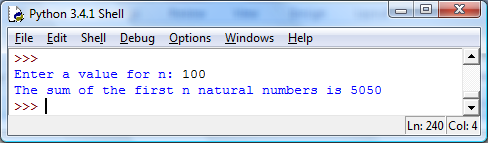 Python 3.4.1 Shell
File Edit Shell Debug Options Windows Help
>>>
Enter a value for n: 100
The sum of the first n natural numbers is 5050
>>>
Ln: 240 Col: 4